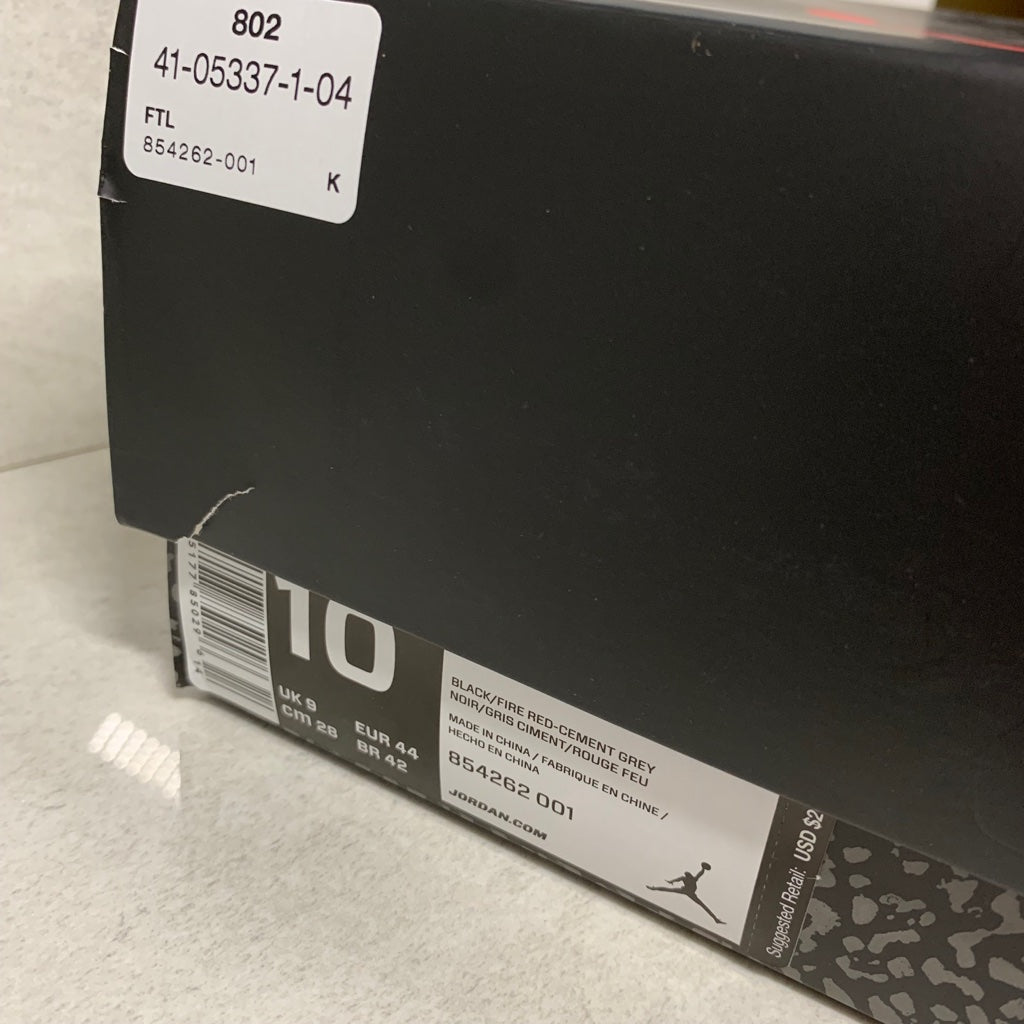 802
41-05337-1-04
FTL
854262-001
K
10
UK 9
EUR 44
cm 28
BR 42
BLACK/FIRE RED-CEMENT GREY
NOIR/GRIS CIMENT/ROUGE FEU
MADE IN CHINA / FABRIQUE EN CHINE /
HECHO EN CHINA
854262 001
JORDAN.COM
Suggested Retail: USD $2